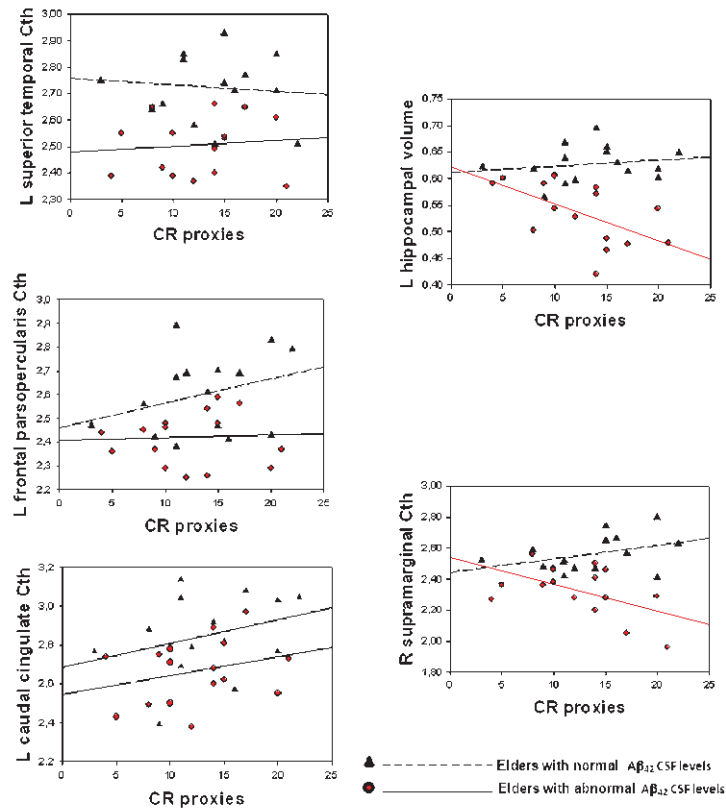 L superior temporal Cth
3,00
2,90
2,80
2,70
2,60
2,50
2,40
2,30
0 5 10 15 20 25
CR proxies
L frontal parsopercularis Cth
3,0
2,9
2,8
2,7
2,6
2,5
2,4
2,3
2,2
0 5 10 15 20 25
CR proxies
L caudal cingulate Cth
3,2
3,0
2,8
2,6
2,4
2,2
0 5 10 15 20 25
CR proxies
L hippocampal volume
0,75
0,70
0,65
0,60
0,55
0,50
0,45
0,40
0 5 10 15 20 25
CR proxies
R supramarginal Cth
3,00
2,80
2,60
2,40
2,20
2,00
1,80
0 5 10 15 20 25
CR proxies
Elders with normal Aβ42 CSF levels
Elders with abnormal Aβ42 CSF levels